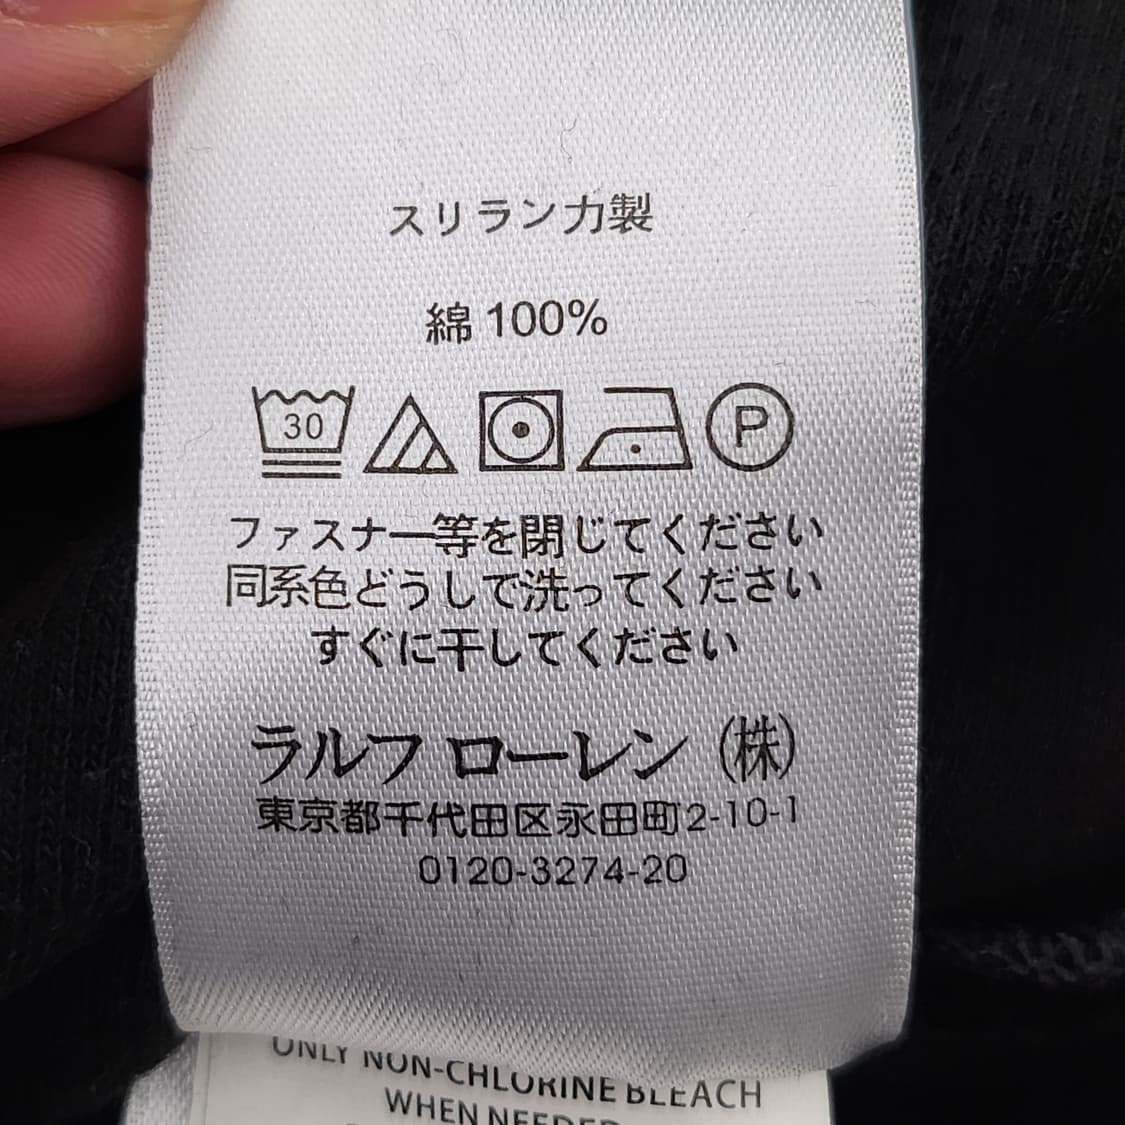 スリランカ製
綿 100%
30
P
ファスナー等を閉じてください
同系色どうしで洗ってください
すぐに干してください
ラルフ ローレン (株)
東京都千代田区永田町2-10-1
0120-3274-20
ONLY NON-CHLORINE BLEACH
WHEN NEEDED